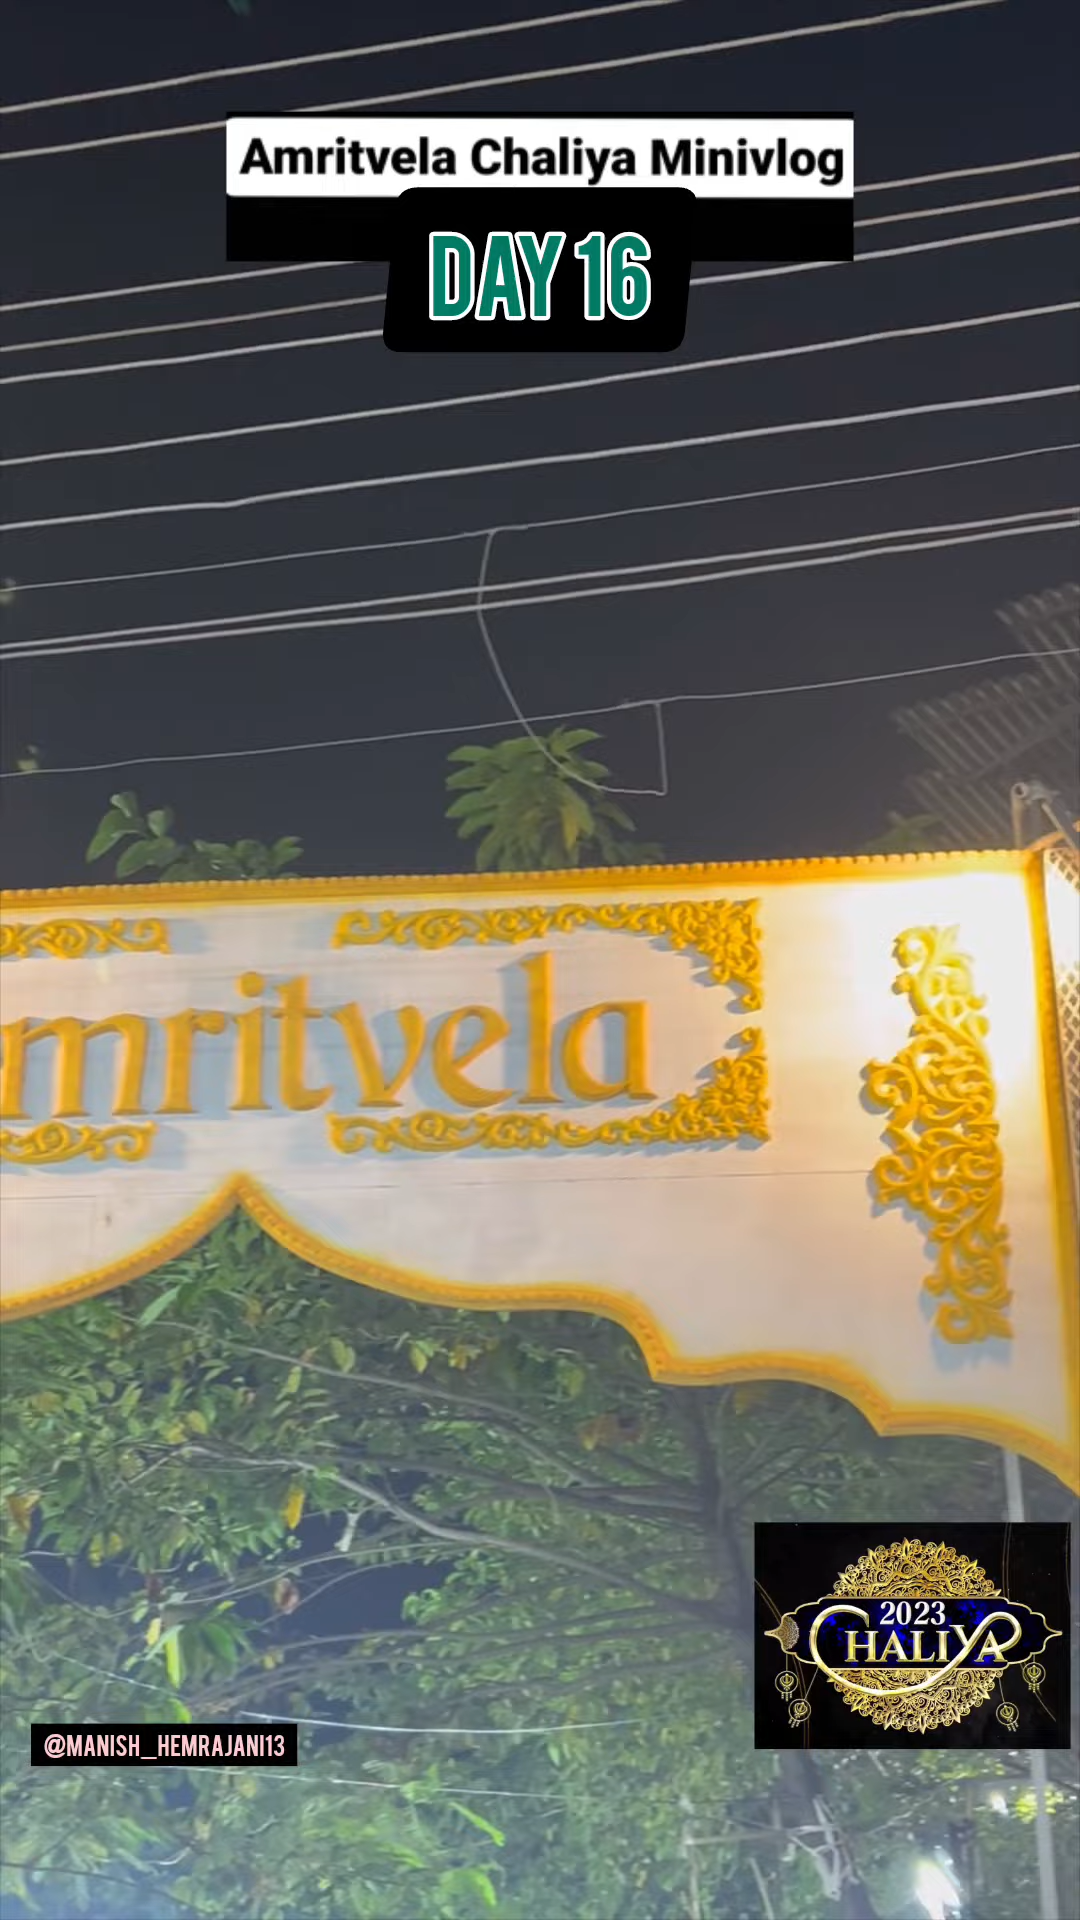 Amritvela Chaliya Minivlog
DAY 16
mritvela
2023
CHALIYA
@MANISH_HEMRAJANI13